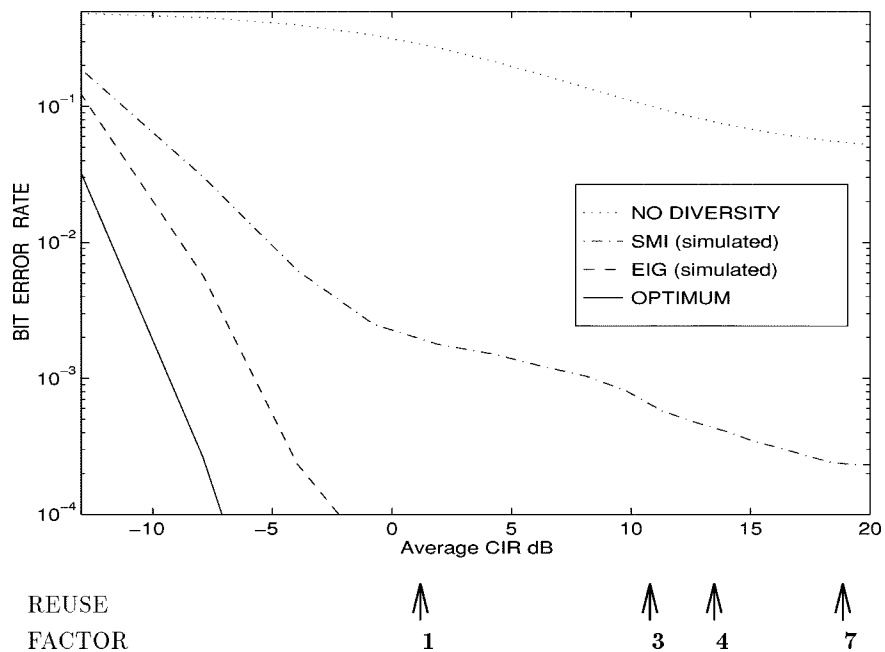 BIT ERROR RATE
10⁻¹
10⁻²
10⁻³
10⁻⁴
NO DIVERSITY
SMI (simulated)
EIG (simulated)
OPTIMUM
−10 −5 0 5 10 15 20
Average CIR dB
REUSE
FACTOR 1 3 4 7